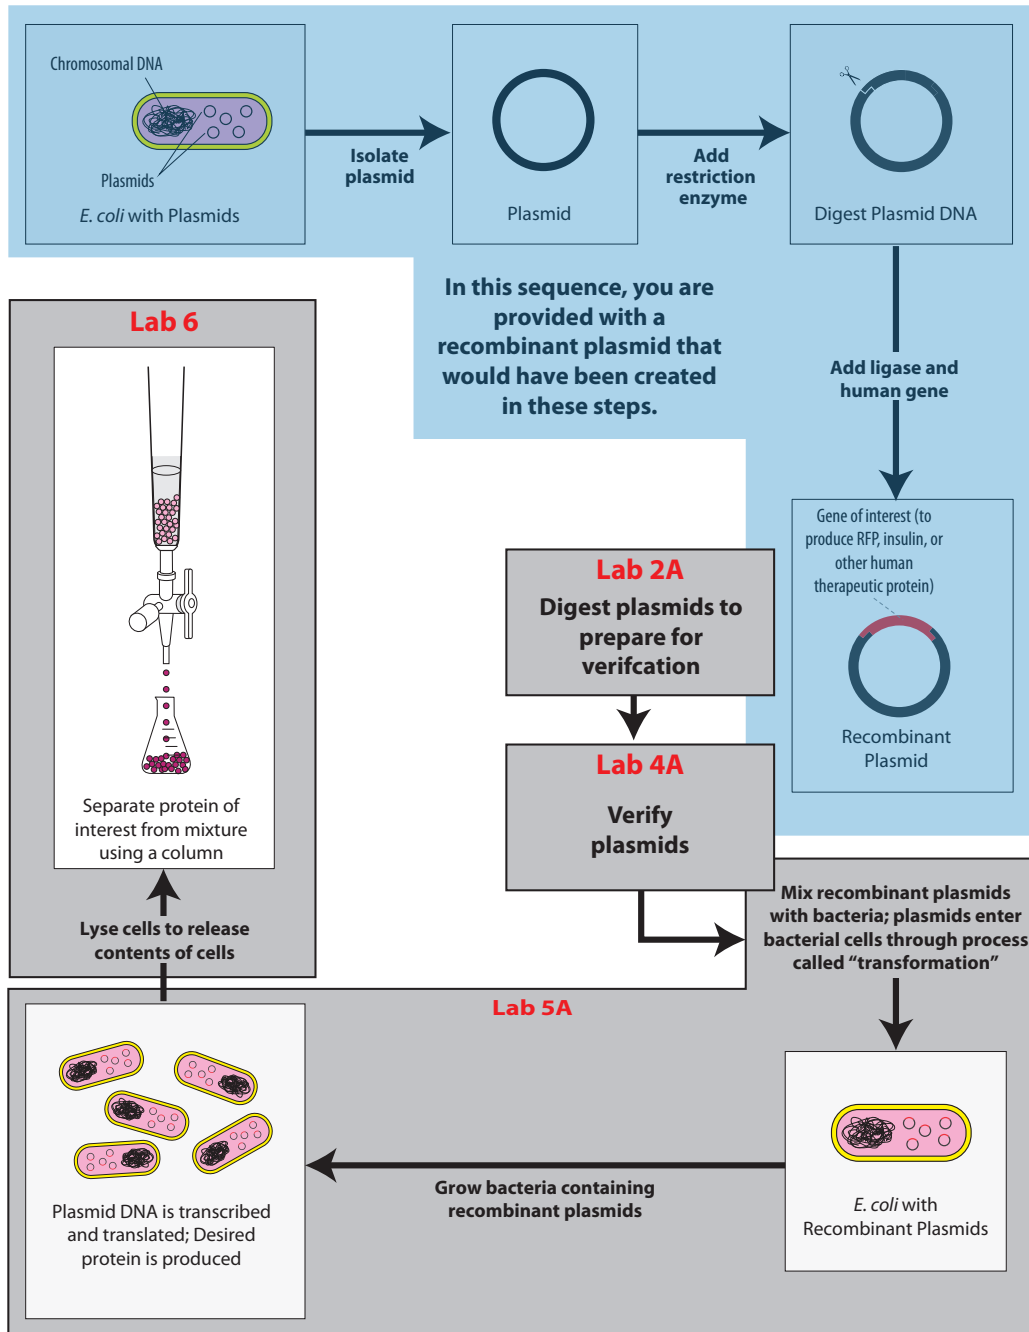 Chromosomal DNA
Plasmids
E. coli with Plasmids
Isolate
plasmid
Plasmid
Add
restriction
enzyme
Digest Plasmid DNA
In this sequence, you are
provided with a
recombinant plasmid that
would have been created
in these steps.
Add ligase and
human gene
Gene of interest (to
produce RFP, insulin, or
other human
therapeutic protein)
Recombinant
Plasmid
Lab 2A
Digest plasmids to
prepare for
verifcation
Lab 4A
Verify
plasmids
Mix recombinant plasmids
with bacteria; plasmids enter
bacterial cells through process
called “transformation”
Lab 5A
E. coli with
Recombinant Plasmids
Grow bacteria containing
recombinant plasmids
Plasmid DNA is transcribed
and translated; Desired
protein is produced
Lyse cells to release
contents of cells
Lab 6
Separate protein of
interest from mixture
using a column